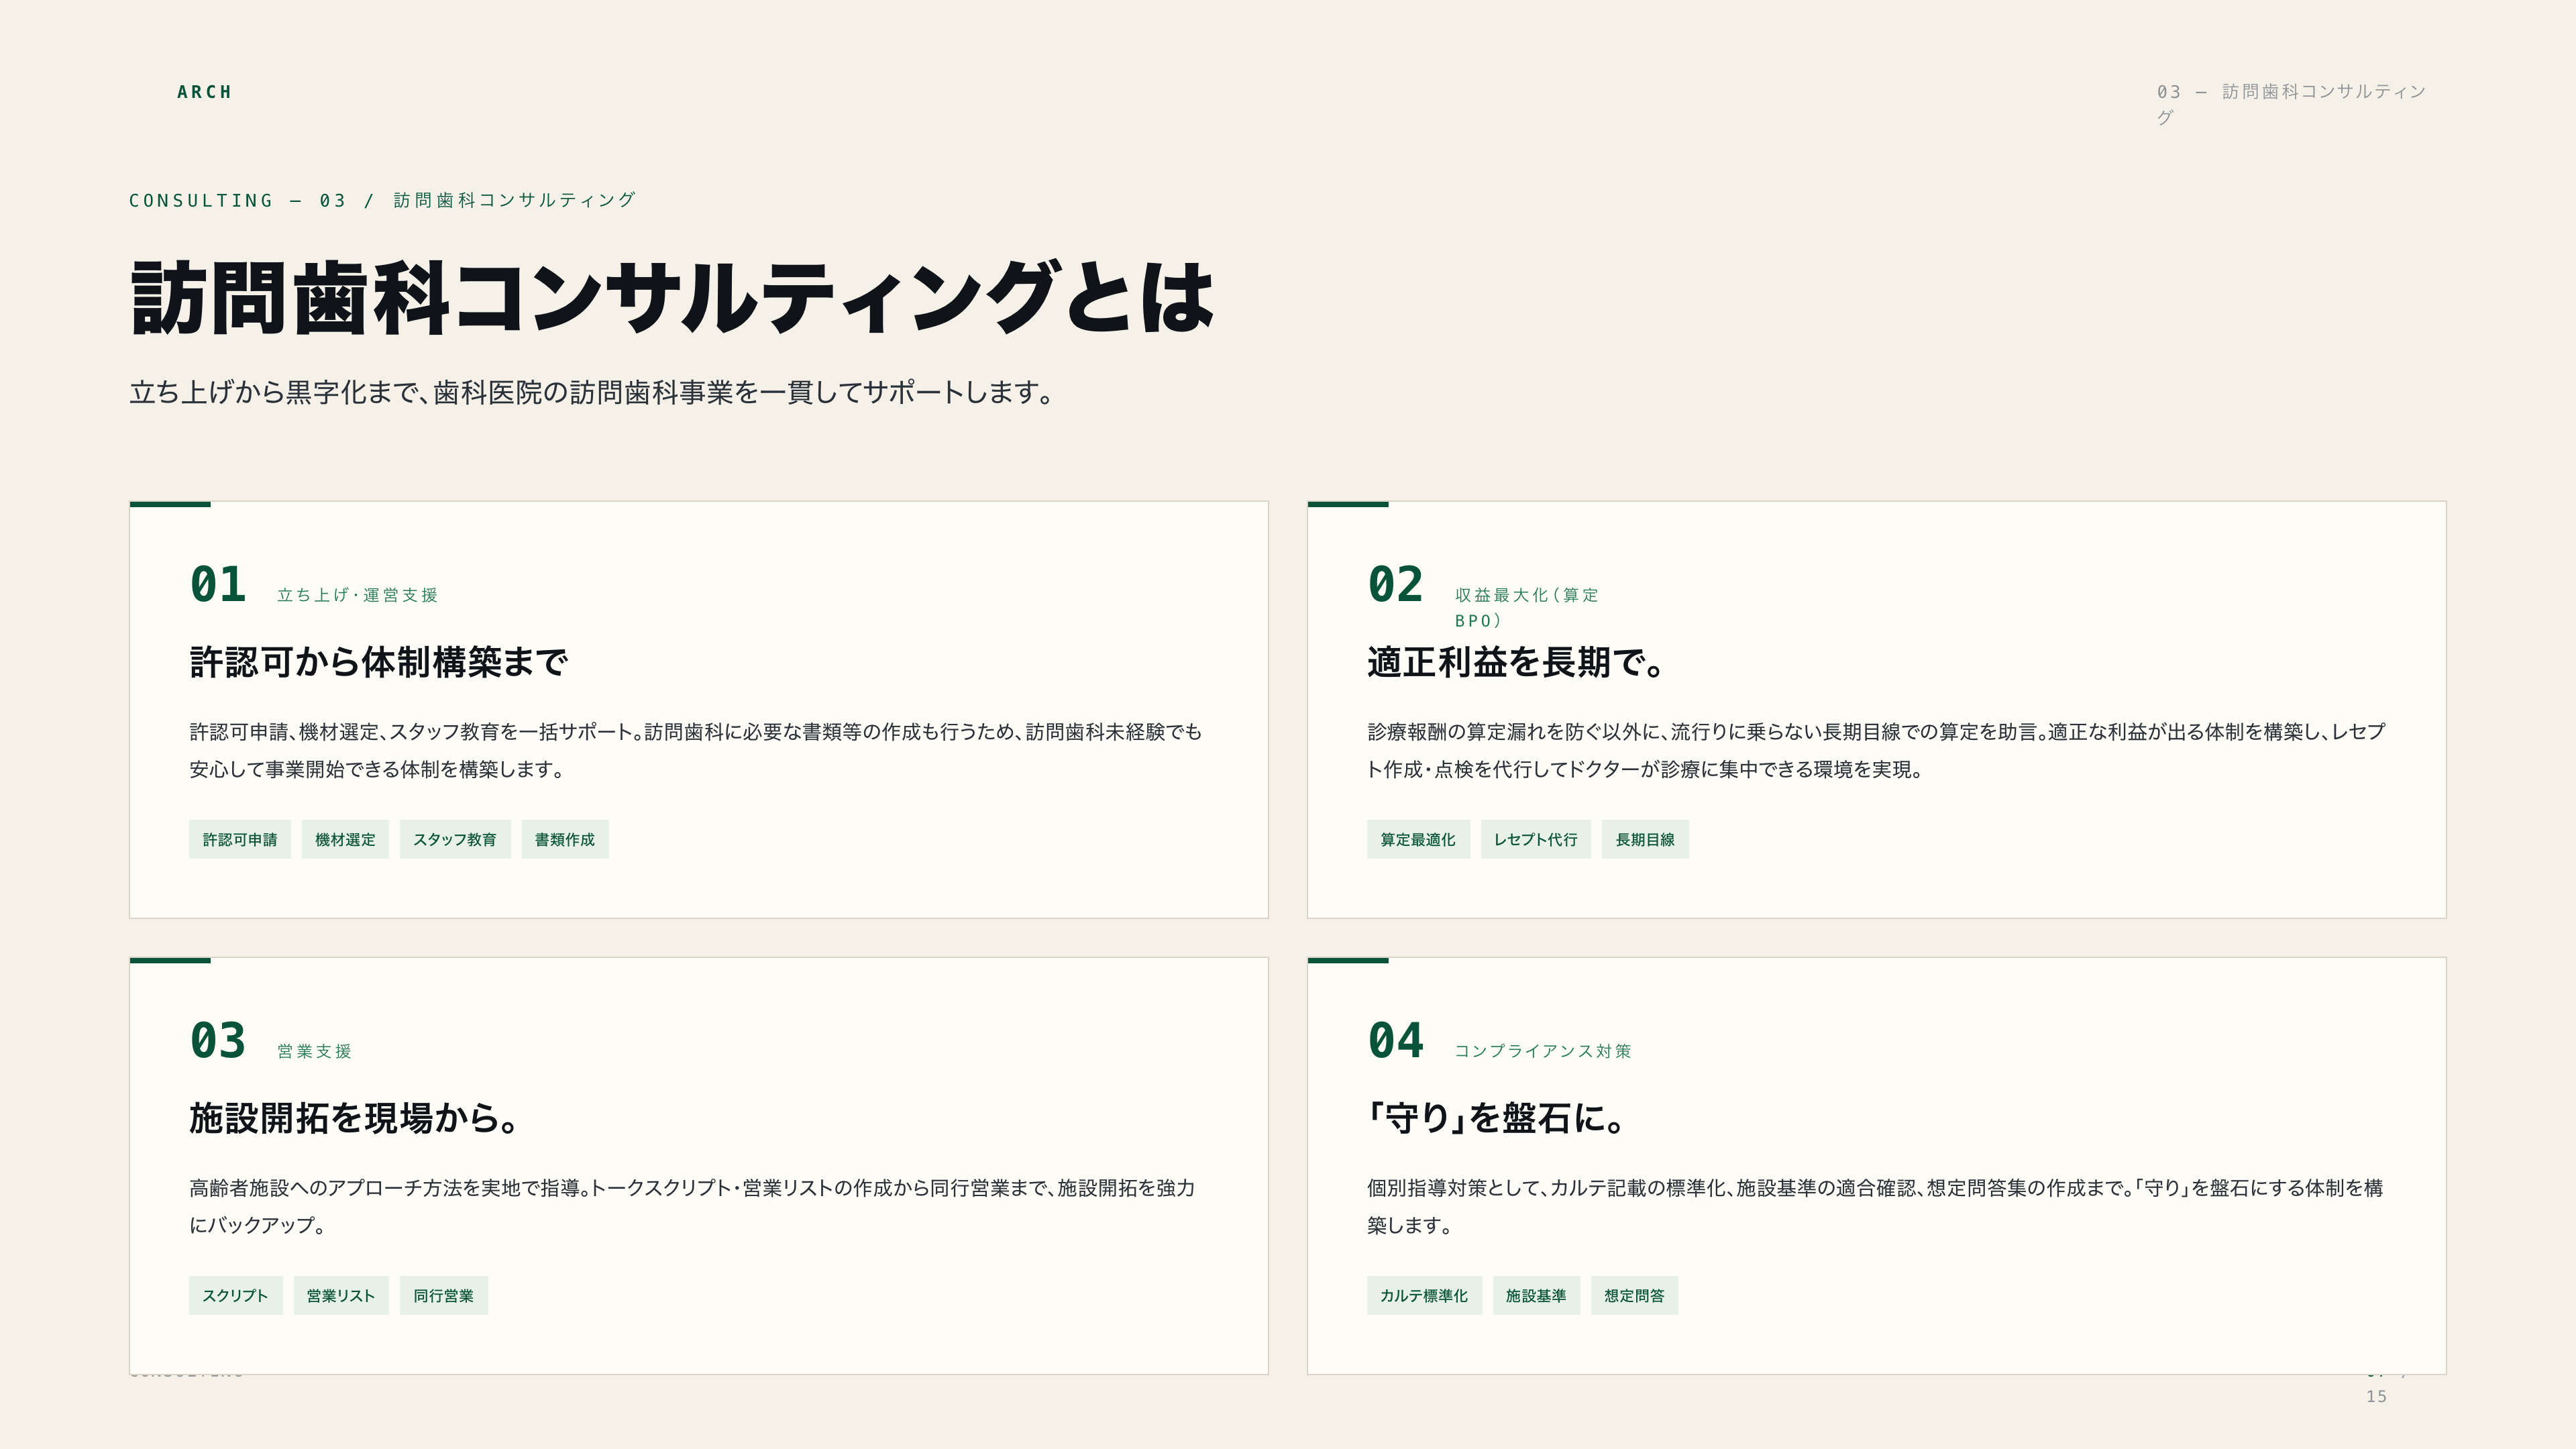 ARCH
03 — 訪問歯科コンサルティン
グ
CONSULTING — 03 / 訪問歯科コンサルティング
訪問歯科コンサルティングとは
立ち上げから黒字化まで、歯科医院の訪問歯科事業を一貫してサポートします。
01 立ち上げ・運営支援
許認可から体制構築まで
許認可申請、機材選定、スタッフ教育を一括サポート。訪問歯科に必要な書類等の作成も行うため、訪問歯科未経験でも
安心して事業開始できる体制を構築します。
許認可申請 機材選定 スタッフ教育 書類作成
02 収益最大化(算定
BPO)
適正利益を長期で。
診療報酬の算定漏れを防ぐ以外に、流行りに乗らない長期目線での算定を助言。適正な利益が出る体制を構築し、レセプ
ト作成・点検を代行してドクターが診療に集中できる環境を実現。
算定最適化 レセプト代行 長期目線
03 営業支援
施設開拓を現場から。
高齢者施設へのアプローチ方法を実地で指導。トークスクリプト・営業リストの作成から同行営業まで、施設開拓を強力
にバックアップ。
スクリプト 営業リスト 同行営業
04 コンプライアンス対策
「守り」を盤石に。
個別指導対策として、カルテ記載の標準化、施設基準の適合確認、想定問答集の作成まで。「守り」を盤石にする体制を構
築します。
カルテ標準化 施設基準 想定問答
15